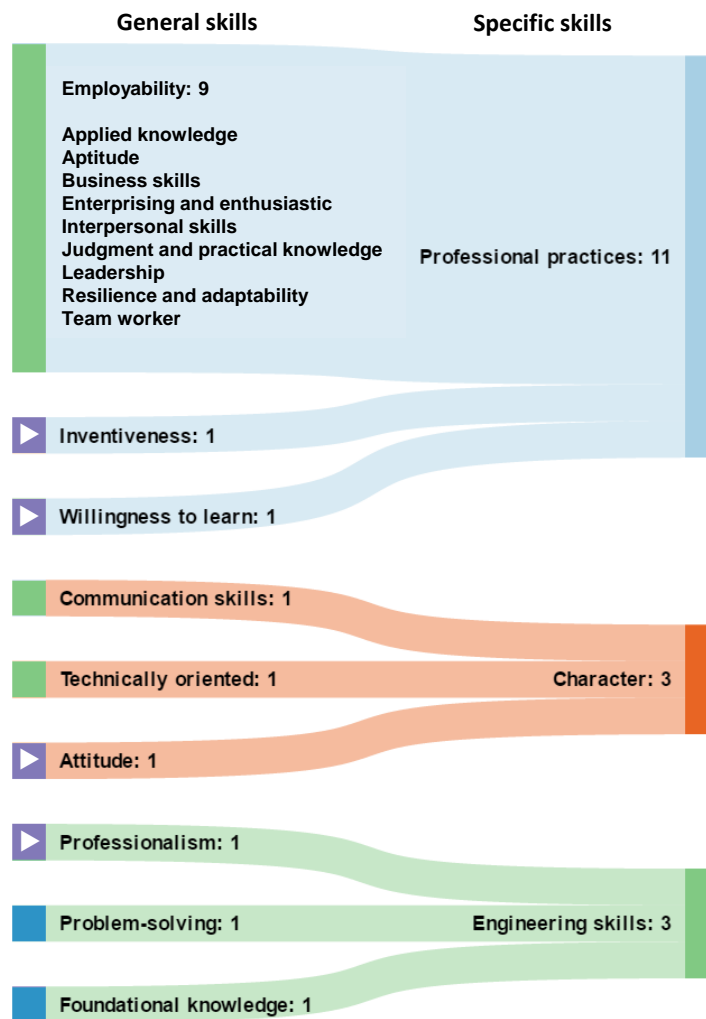 General skills
Specific skills
Employability: 9
Applied knowledge
Aptitude
Business skills
Enterprising and enthusiastic
Interpersonal skills
Judgment and practical knowledge
Leadership
Resilience and adaptability
Team worker
Professional practices: 11
Inventiveness: 1
Willingness to learn: 1
Communication skills: 1
Technically oriented: 1
Character: 3
Attitude: 1
Professionalism: 1
Problem-solving: 1
Engineering skills: 3
Foundational knowledge: 1